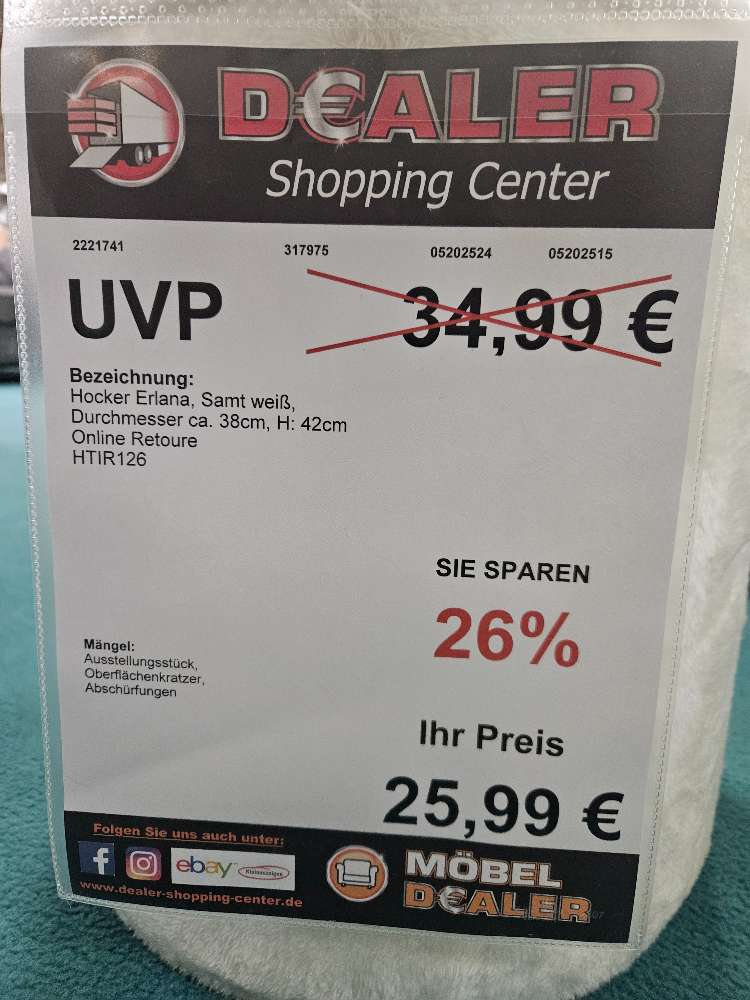 D€ALER
Shopping Center
2221741 317975 05202524 05202515
UVP 34,99 €
Bezeichnung:
Hocker Erlana, Samt weiß,
Durchmesser ca. 38cm, H: 42cm
Online Retoure
HTIR126
SIE SPAREN
26%
Mängel:
Ausstellungsstück,
Oberflächenkratzer,
Abschürfungen
Ihr Preis
25,99 €
Folgen Sie uns auch unter:
f ebay Kleinanzeigen
www.dealer-shopping-center.de
MÖBEL
D€ALER